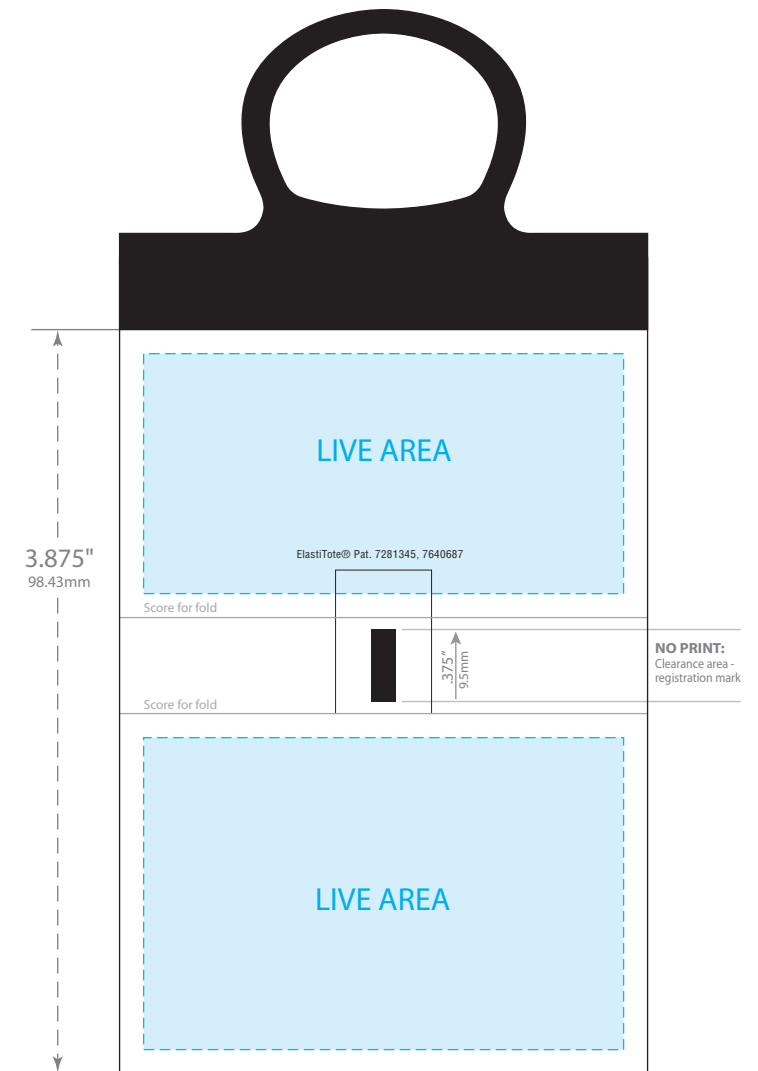 LIVE AREA
ElastiTote® Pat. 7281345, 7640687
3.875"
98.43mm
Score for fold
.375"
9.5mm
NO PRINT:
Clearance area -
registration mark
Score for fold
LIVE AREA